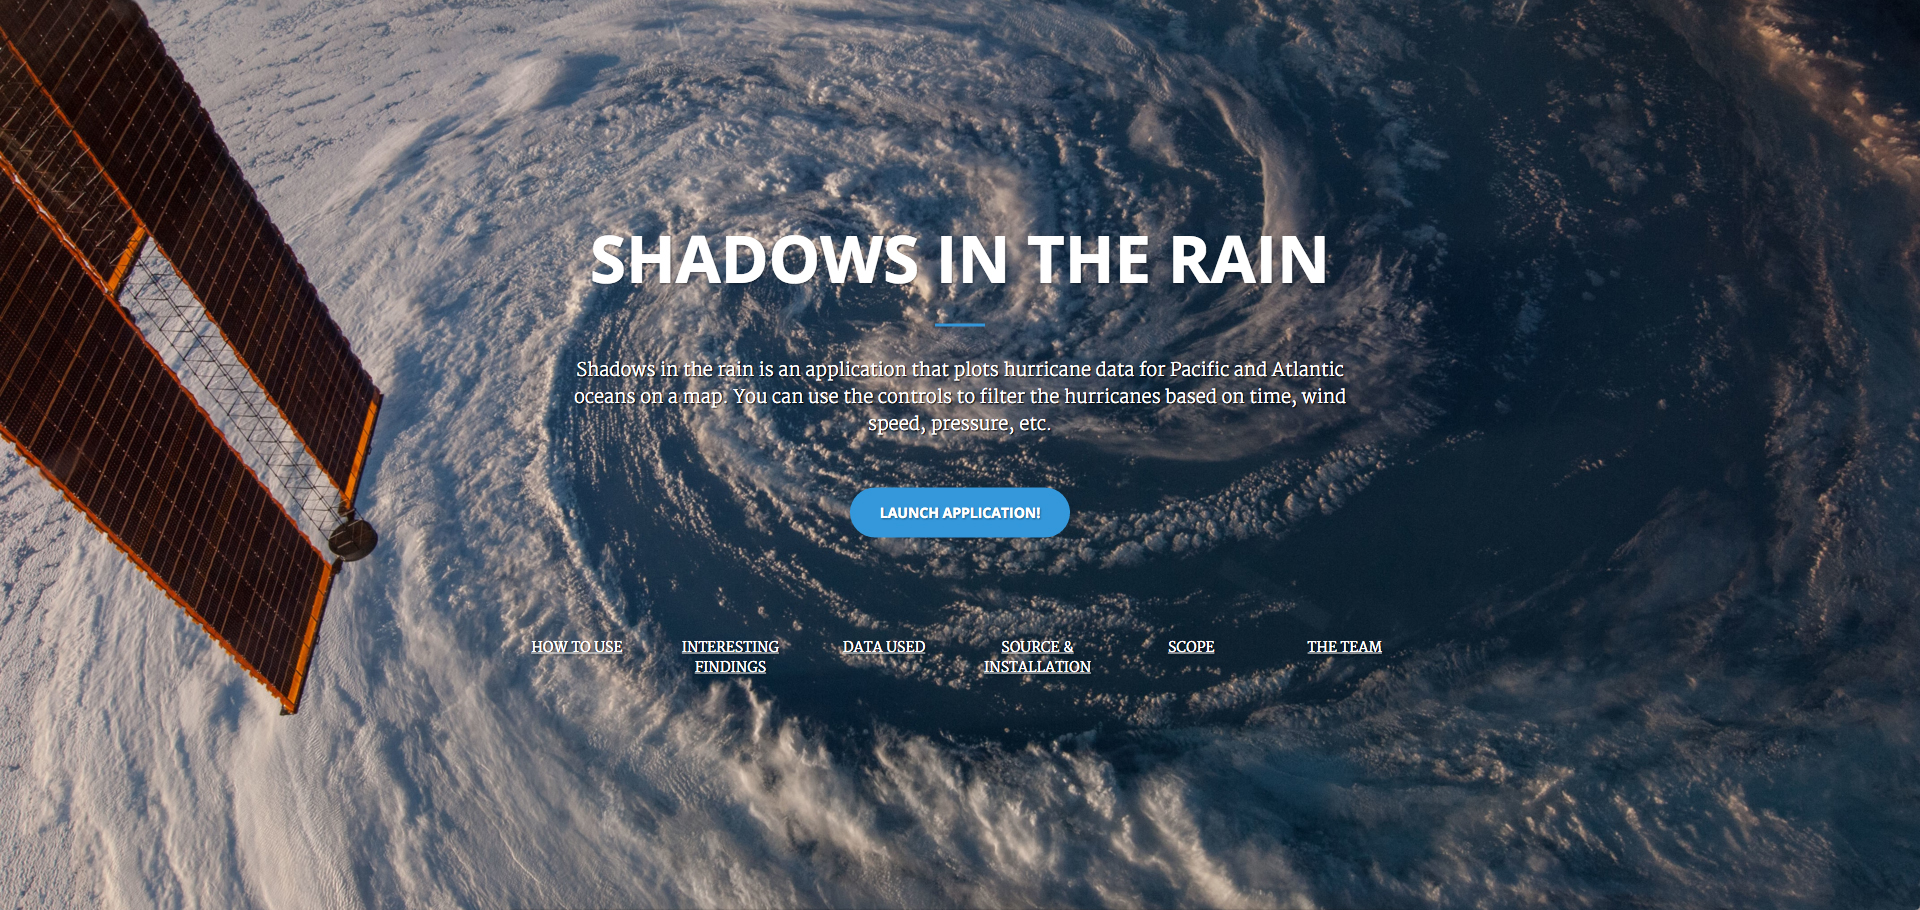 SHADOWS IN THE RAIN
Shadows in the rain is an application that plots hurricane data for Pacific and Atlantic
oceans on a map. You can use the controls to filter the hurricanes based on time, wind
speed, pressure, etc.
LAUNCH APPLICATION!
HOW TO USE
INTERESTING
FINDINGS
DATA USED
SOURCE &
INSTALLATION
SCOPE
THE TEAM